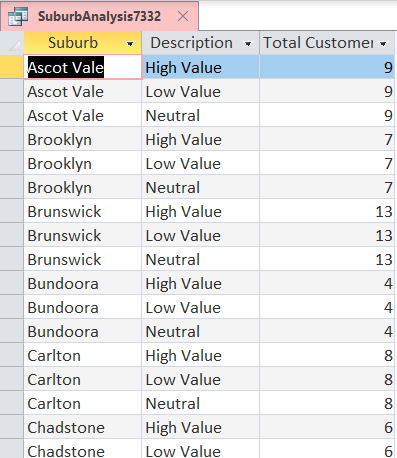 SuburbAnalysis7332
Suburb Description Total Customer
Ascot Vale High Value 9
Ascot Vale Low Value 9
Ascot Vale Neutral 9
Brooklyn High Value 7
Brooklyn Low Value 7
Brooklyn Neutral 7
Brunswick High Value 13
Brunswick Low Value 13
Brunswick Neutral 13
Bundoora High Value 4
Bundoora Low Value 4
Bundoora Neutral 4
Carlton High Value 8
Carlton Low Value 8
Carlton Neutral 8
Chadstone High Value 6
Chadstone Low Value 6